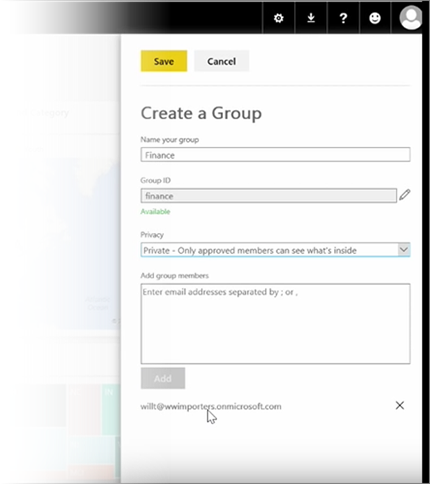 Save Cancel
Create a Group
Name your group
Finance
Group ID
finance
Available
Privacy
Private - Only approved members can see what's inside
Add group members
Enter email addresses separated by ; or ,
Add
willt@wwimporters.onmicrosoft.com